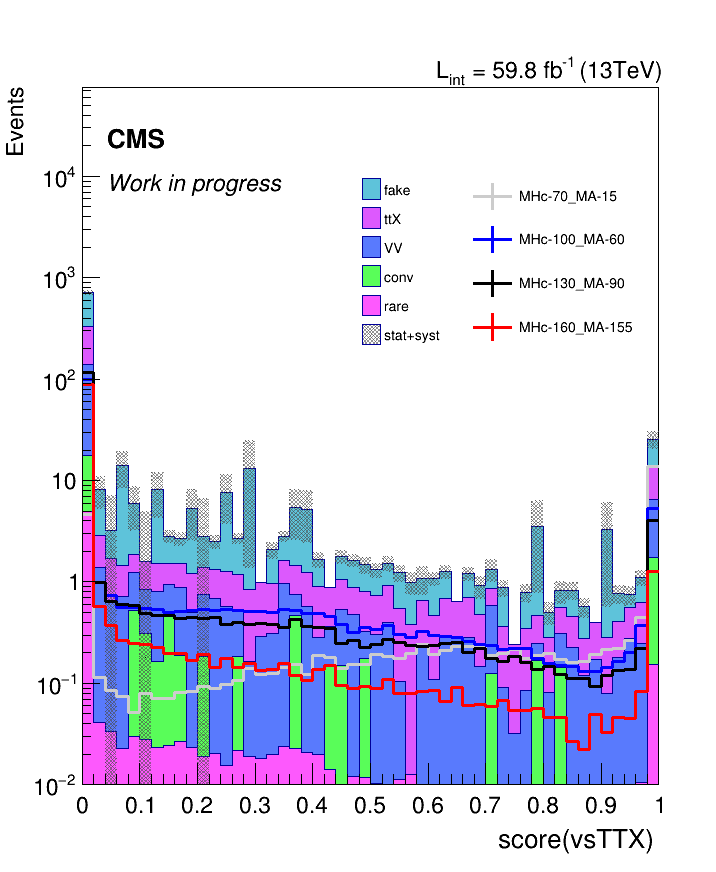 L_int = 59.8 fb^-1 (13TeV)
Events
CMS
Work in progress
fake
ttX
VV
conv
rare
stat+syst
MHc-70_MA-15
MHc-100_MA-60
MHc-130_MA-90
MHc-160_MA-155
10^4
10^3
10^2
10
1
10^−1
10^−2
0 0.1 0.2 0.3 0.4 0.5 0.6 0.7 0.8 0.9 1
score(vsTTX)